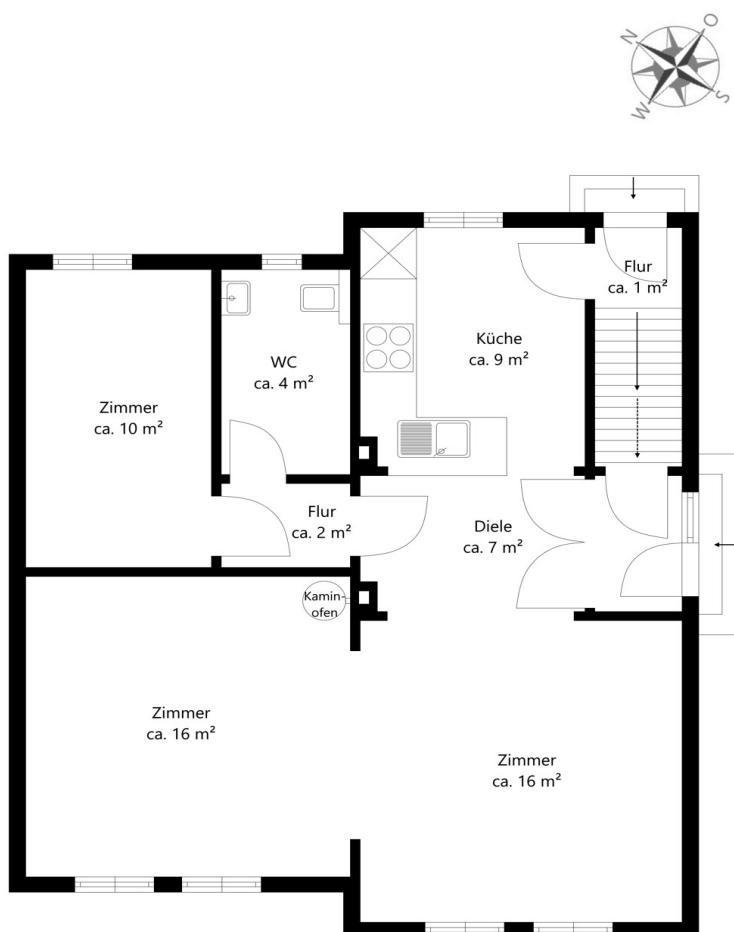 N
O
W
S
Flur
ca. 1 m²
Küche
ca. 9 m²
WC
ca. 4 m²
Zimmer
ca. 10 m²
Flur
ca. 2 m²
Diele
ca. 7 m²
Kamin-
ofen
Zimmer
ca. 16 m²
Zimmer
ca. 16 m²